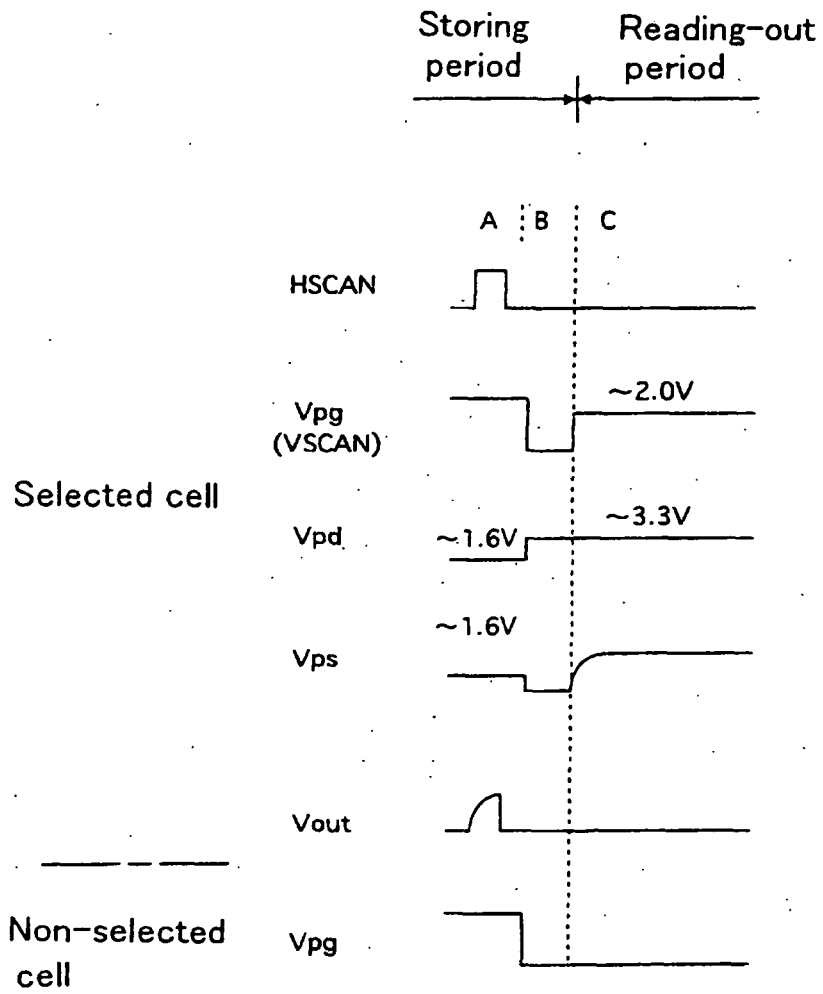 Storing period
Reading-out period
A
B
C
HSCAN
Vpg
(VSCAN)
~2.0V
Selected cell
Vpd
~1.6V
~3.3V
~1.6V
Vps
Vout
Non-selected
cell
Vpg